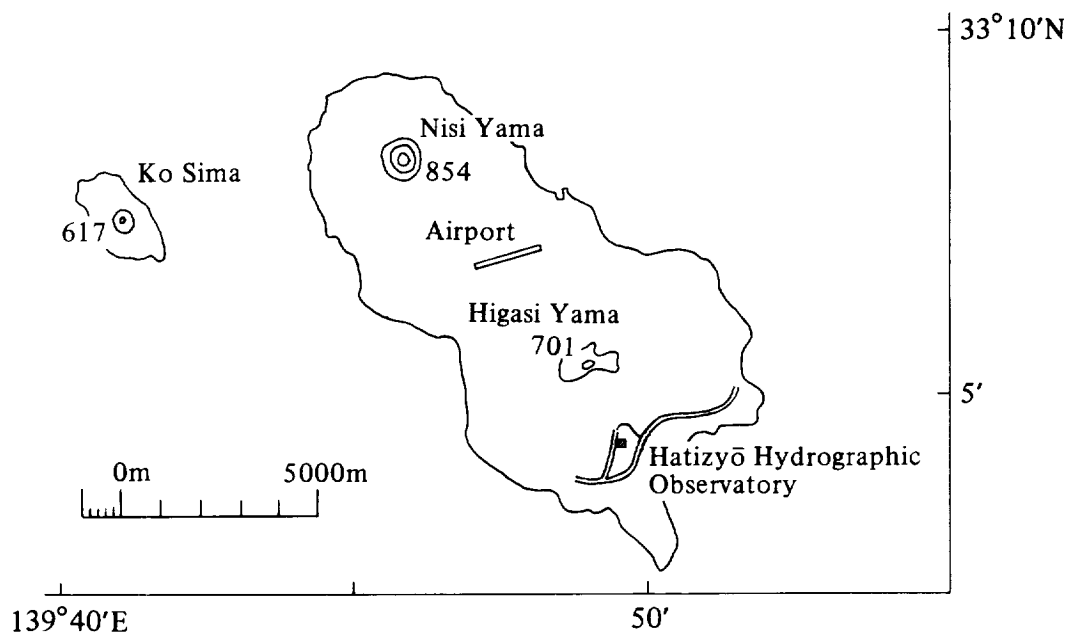 33°10′N
Nisi Yama
854
Ko Sima
617
Airport
Higasi Yama
701
5′
Hatizyō Hydrographic
Observatory
0m 5000m
139°40′E 50′